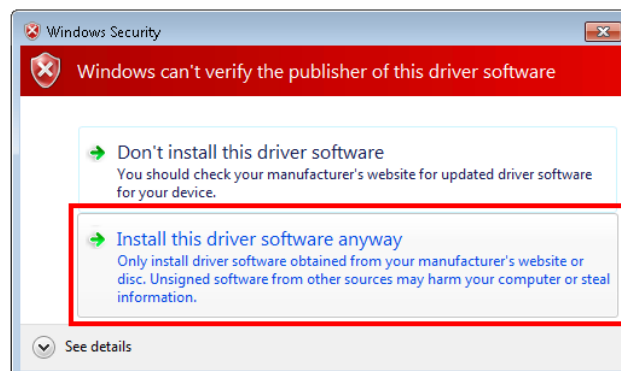 Windows Security
Windows can't verify the publisher of this driver software
Don't install this driver software
You should check your manufacturer's website for updated driver software
for your device.
Install this driver software anyway
Only install driver software obtained from your manufacturer's website or
disc. Unsigned software from other sources may harm your computer or steal
information.
See details